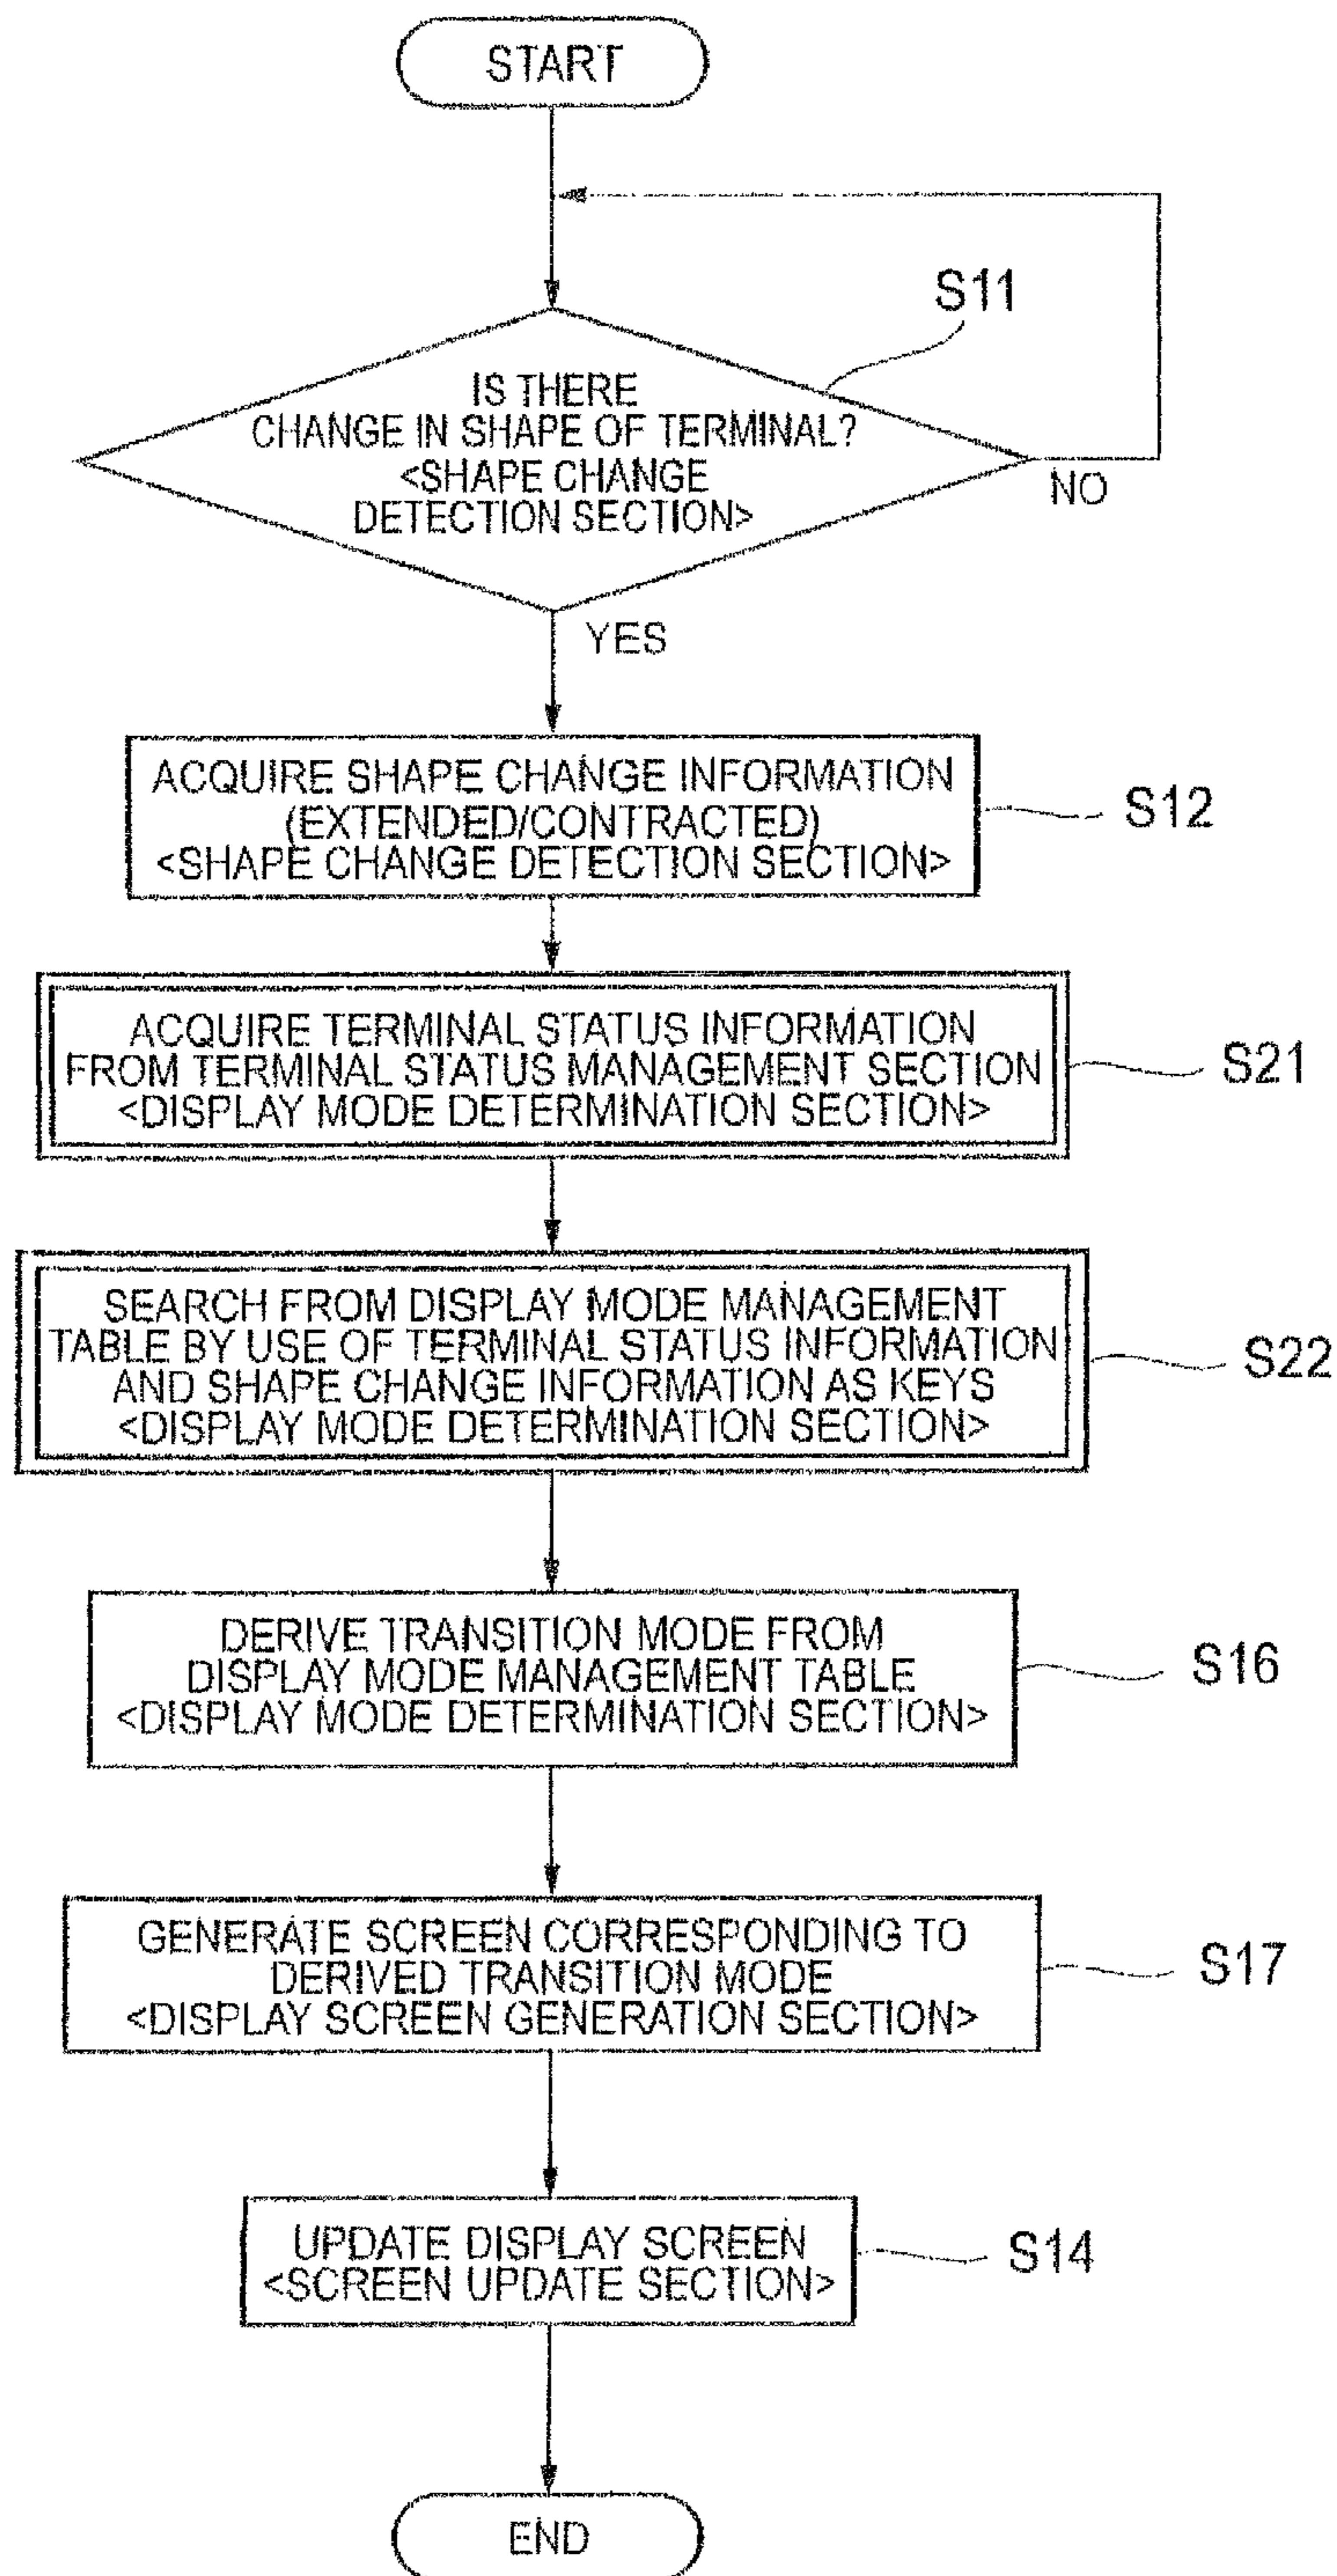 START
S11
IS THERE
CHANGE IN SHAPE OF TERMINAL?
<SHAPE CHANGE
DETECTION SECTION>
NO
YES
ACQUIRE SHAPE CHANGE INFORMATION
(EXTENDED/CONTRACTED)
<SHAPE CHANGE DETECTION SECTION>
S12
ACQUIRE TERMINAL STATUS INFORMATION
FROM TERMINAL STATUS MANAGEMENT SECTION
<DISPLAY MODE DETERMINATION SECTION>
S21
SEARCH FROM DISPLAY MODE MANAGEMENT
TABLE BY USE OF TERMINAL STATUS INFORMATION
AND SHAPE CHANGE INFORMATION AS KEYS
<DISPLAY MODE DETERMINATION SECTION>
S22
DERIVE TRANSITION MODE FROM
DISPLAY MODE MANAGEMENT TABLE
<DISPLAY MODE DETERMINATION SECTION>
S16
GENERATE SCREEN CORRESPONDING TO
DERIVED TRANSITION MODE
<DISPLAY SCREEN GENERATION SECTION>
S17
UPDATE DISPLAY SCREEN
<SCREEN UPDATE SECTION>
S14
END